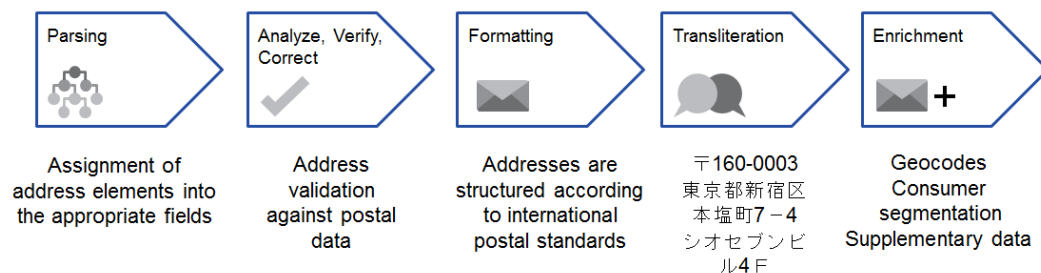 Parsing
Assignment of
address elements into
the appropriate fields
Analyze, Verify,
Correct
Address
validation
against postal
data
Formatting
Addresses are
structured according
to international
postal standards
Transliteration
〒160-0003
東京都新宿区
本塩町7－4
シオセブンビ
ル4Ｆ
Enrichment
+
Geocodes
Consumer
segmentation
Supplementary data